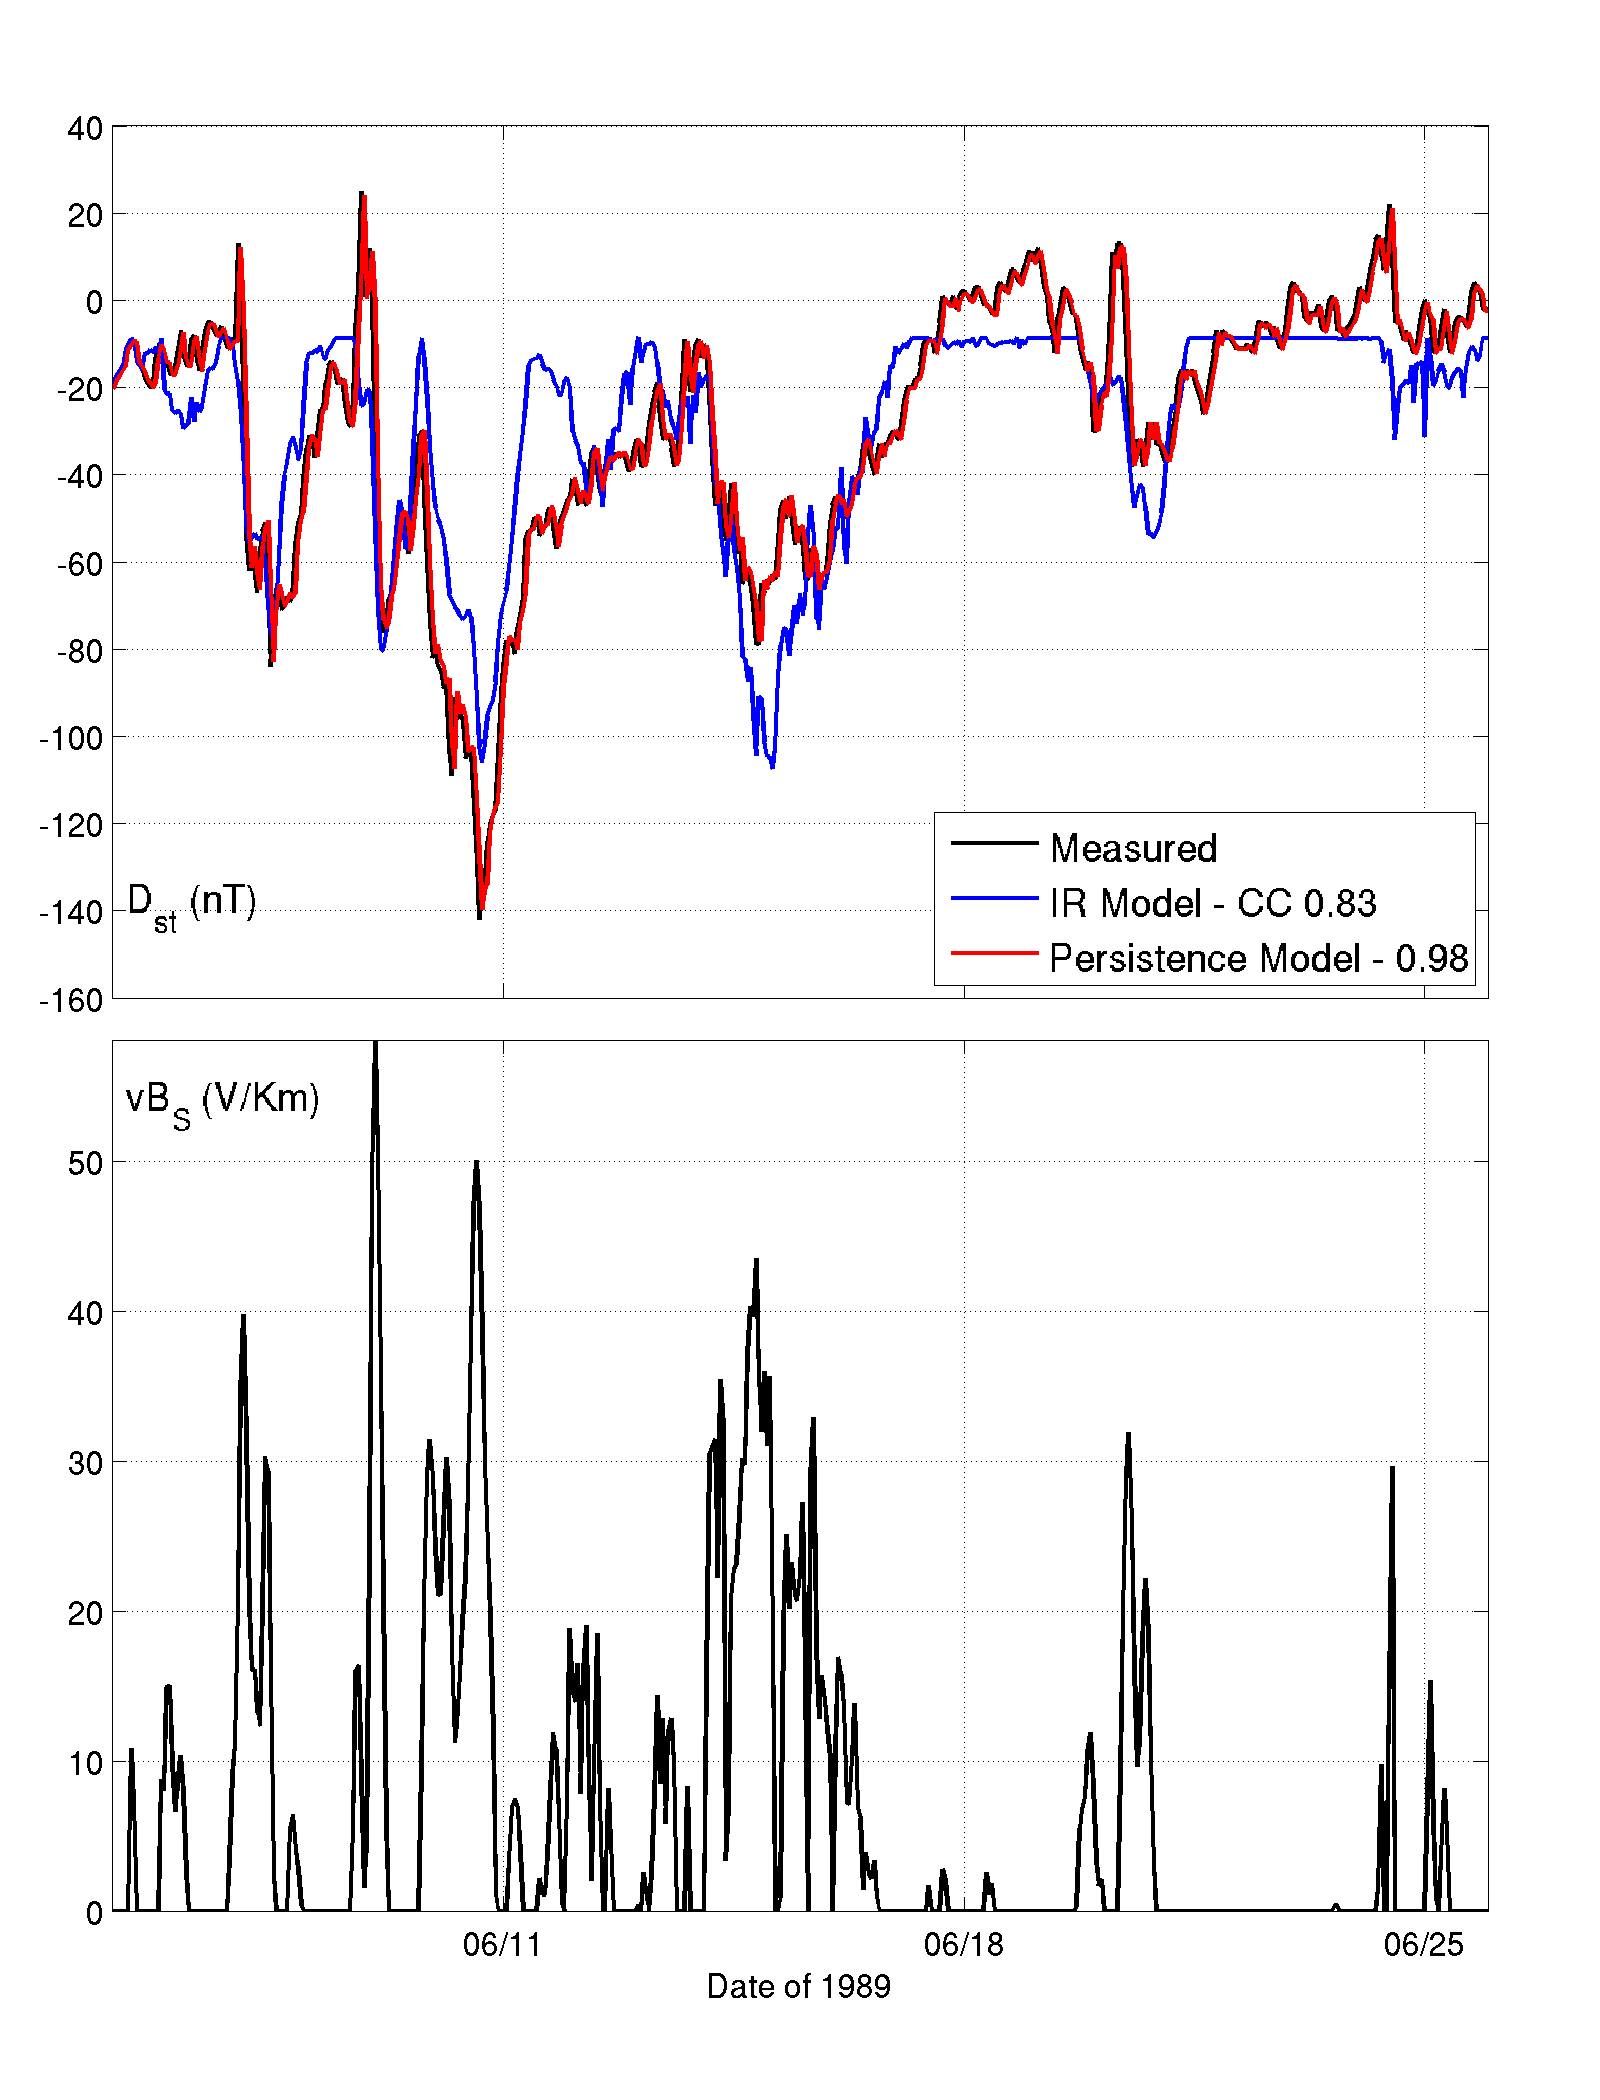 40
20
0
-20
-40
-60
-80
-100
-120
-140
-160
Dst (nT)
Measured
IR Model - CC 0.83
Persistence Model - 0.98
vBS (V/Km)
50
40
30
20
10
0
06/11 06/18 06/25
Date of 1989